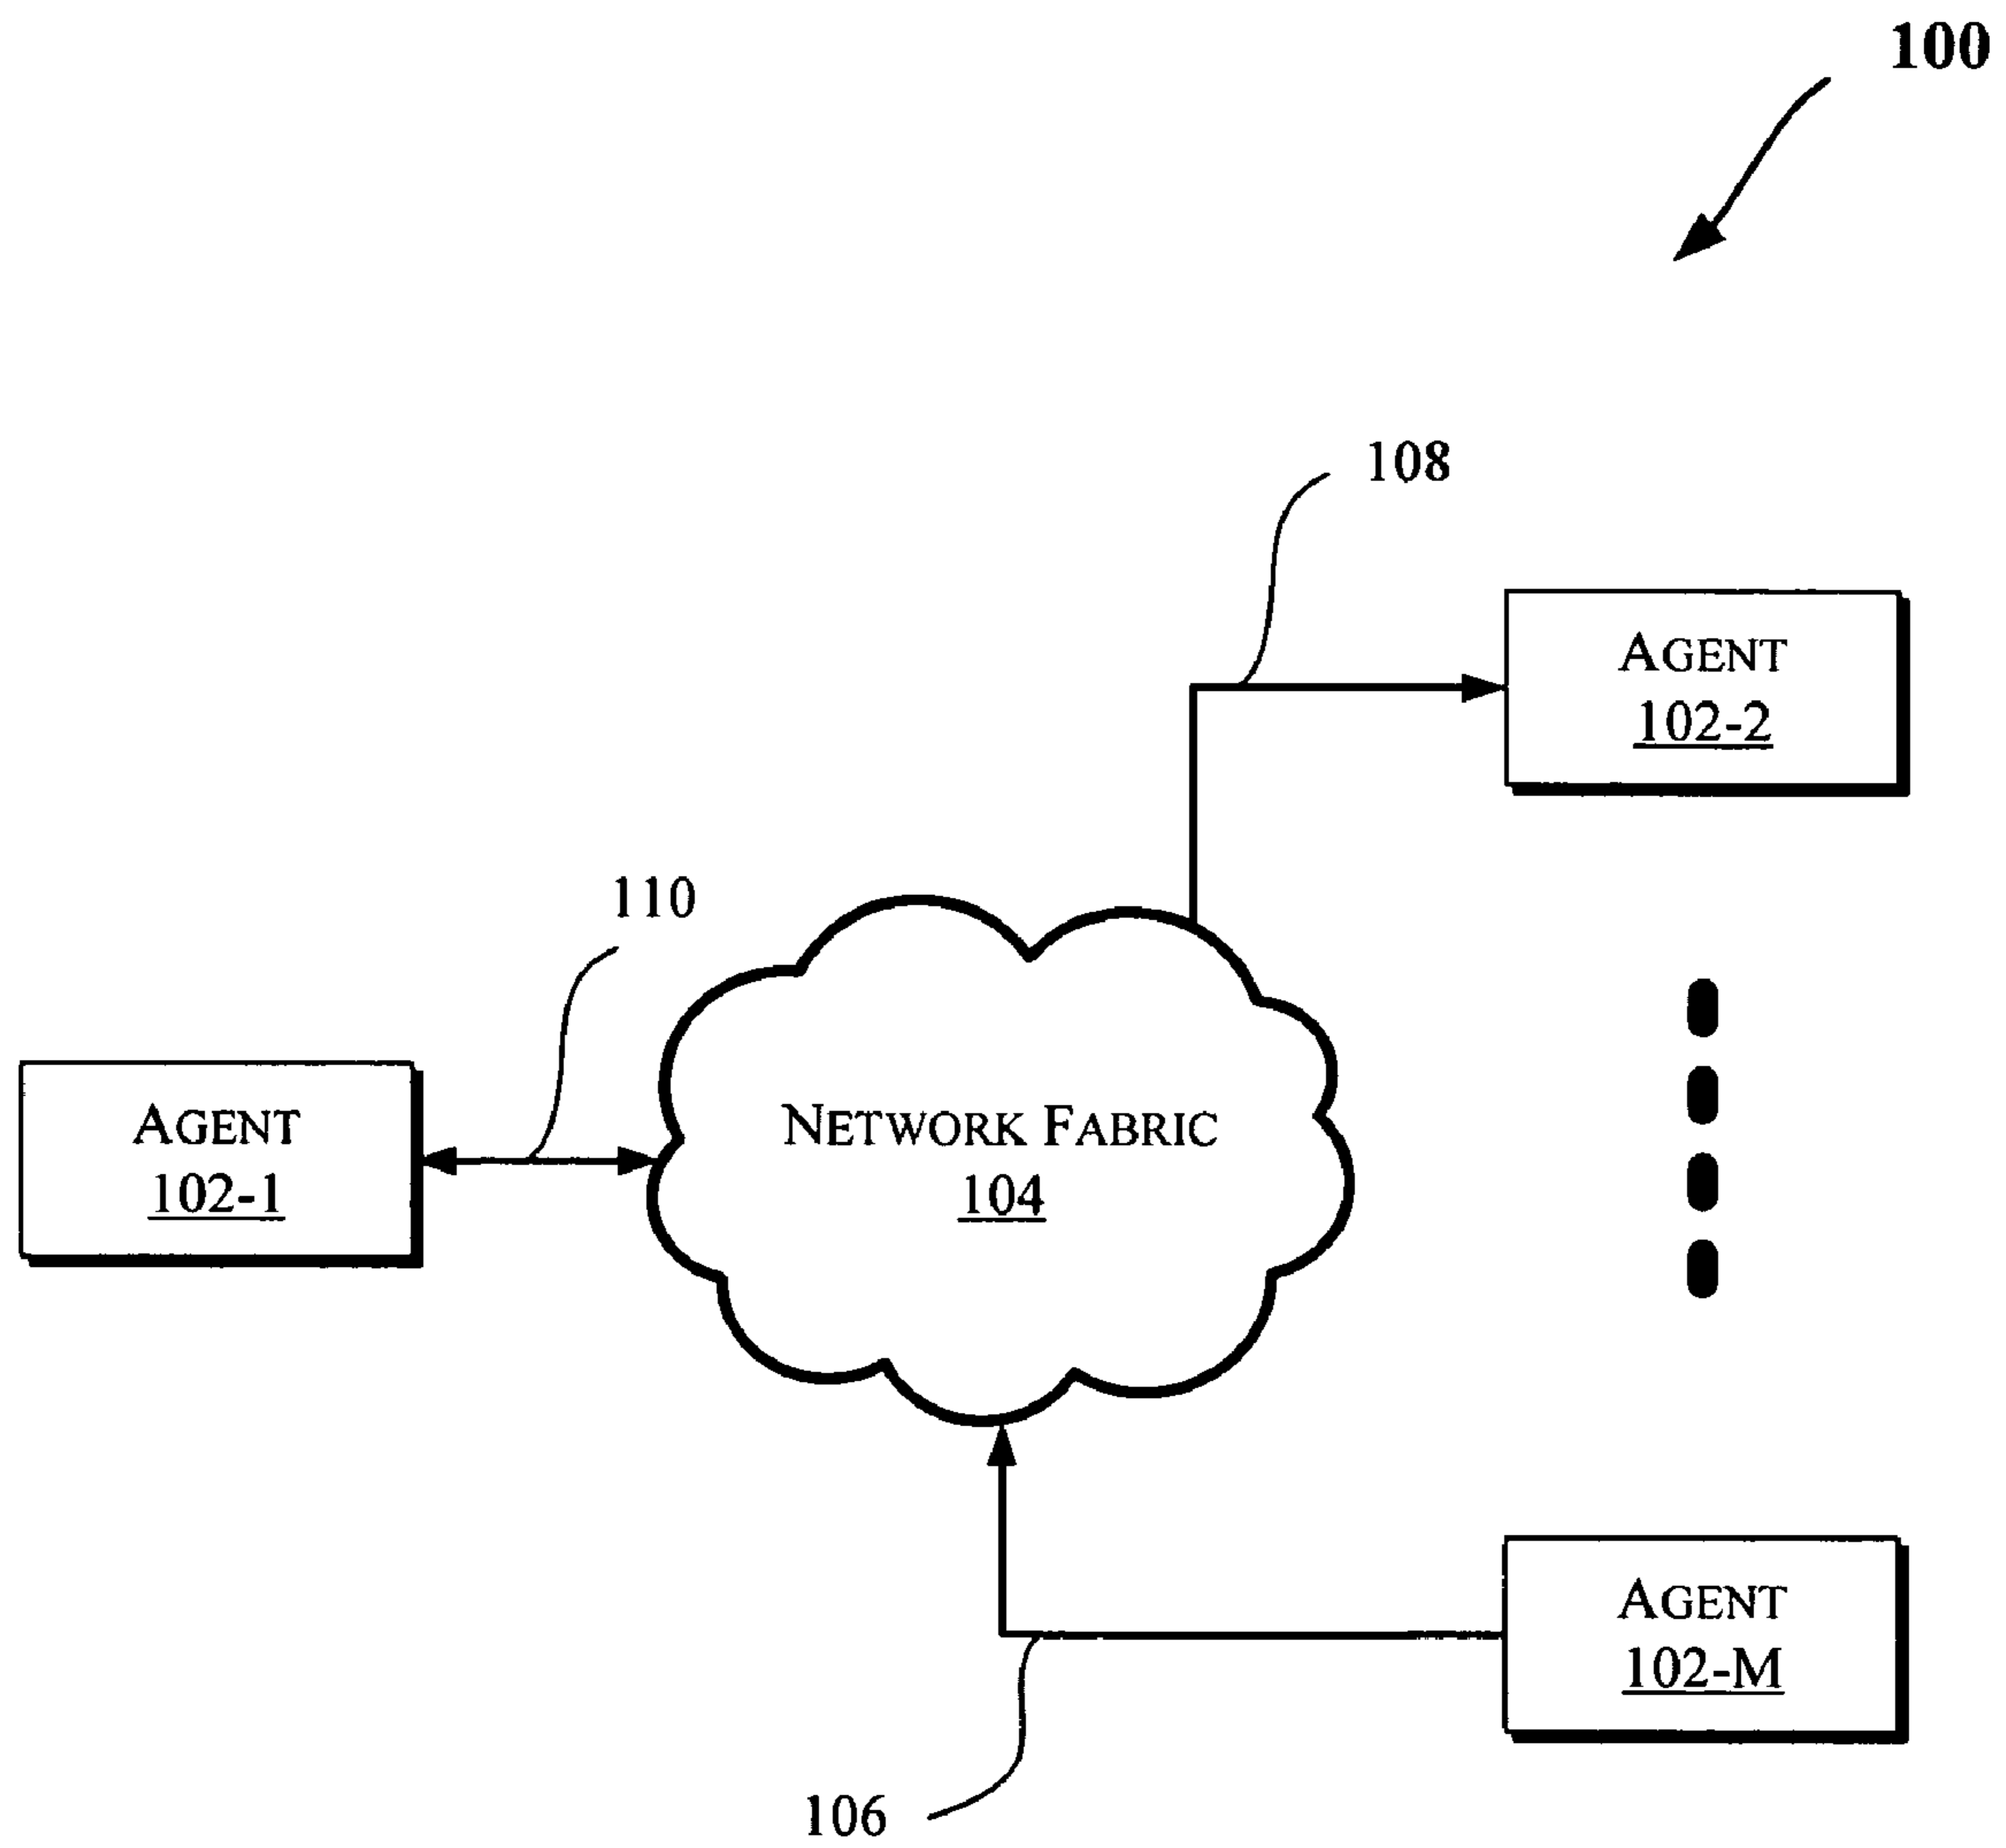 100
108
AGENT
102-2
110
AGENT
102-1
NETWORK FABRIC
104
AGENT
102-M
106